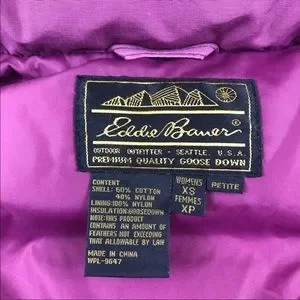 Eddie Bauer
OUTDOOR OUTFITTER · SEATTLE, U.S.A.
PREMIUM QUALITY GOOSE DOWN
CONTENT
SHELL: 60% COTTON
40% NYLON
LINING:100% NYLON
INSULATION:GOOSEDOWN
NOTE:THIS PRODUCT
CONTAINS AN AMOUNT OF
FEATHERS NOT EXCEEDING
THAT ALLOWABLE BY LAW
MADE IN CHINA
WPL-9647
WOMENS
XS
FEMMES
XP
PETITE